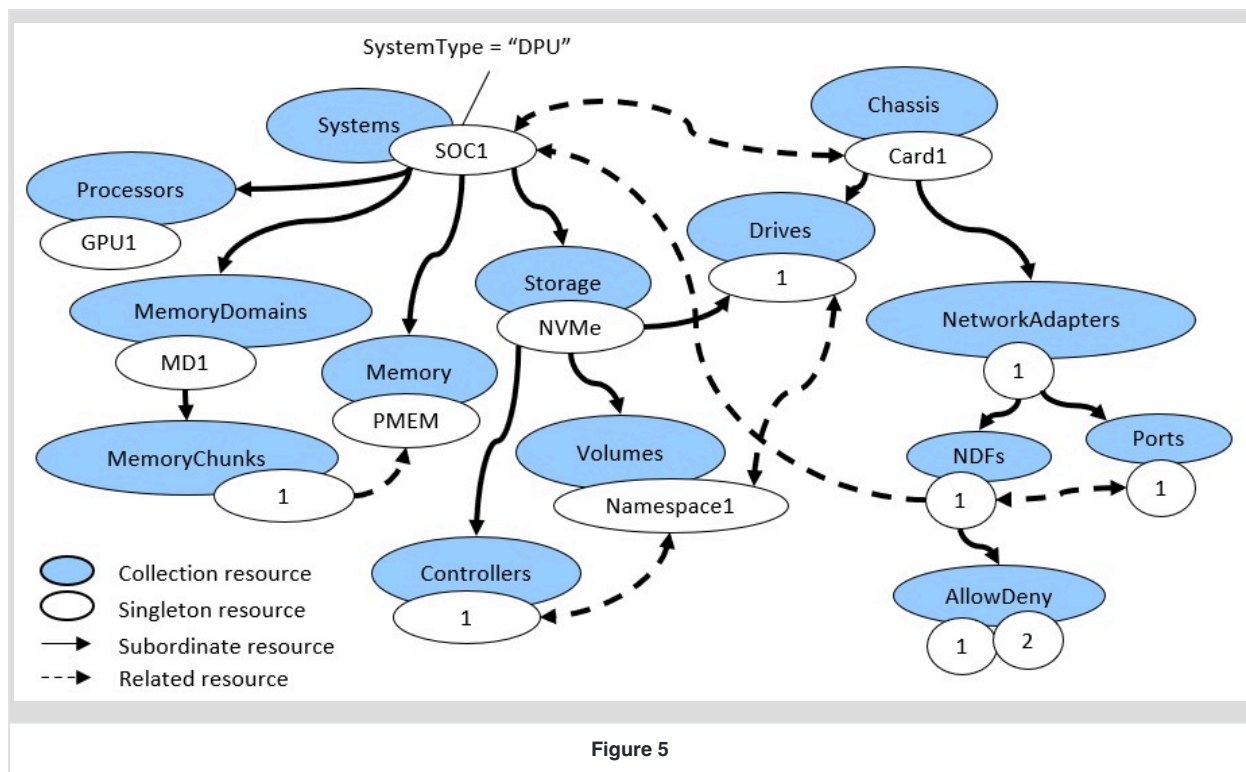 SystemType = “DPU”
Systems
SOC1
Chassis
Card1
Processors
GPU1
Drives
1
MemoryDomains
MD1
Storage
NVMe
NetworkAdapters
1
Memory
PMEM
MemoryChunks
1
Volumes
Namespace1
NDFs
1
Ports
1
Controllers
1
AllowDeny
1
2
Collection resource
Singleton resource
Subordinate resource
Related resource
Figure 5